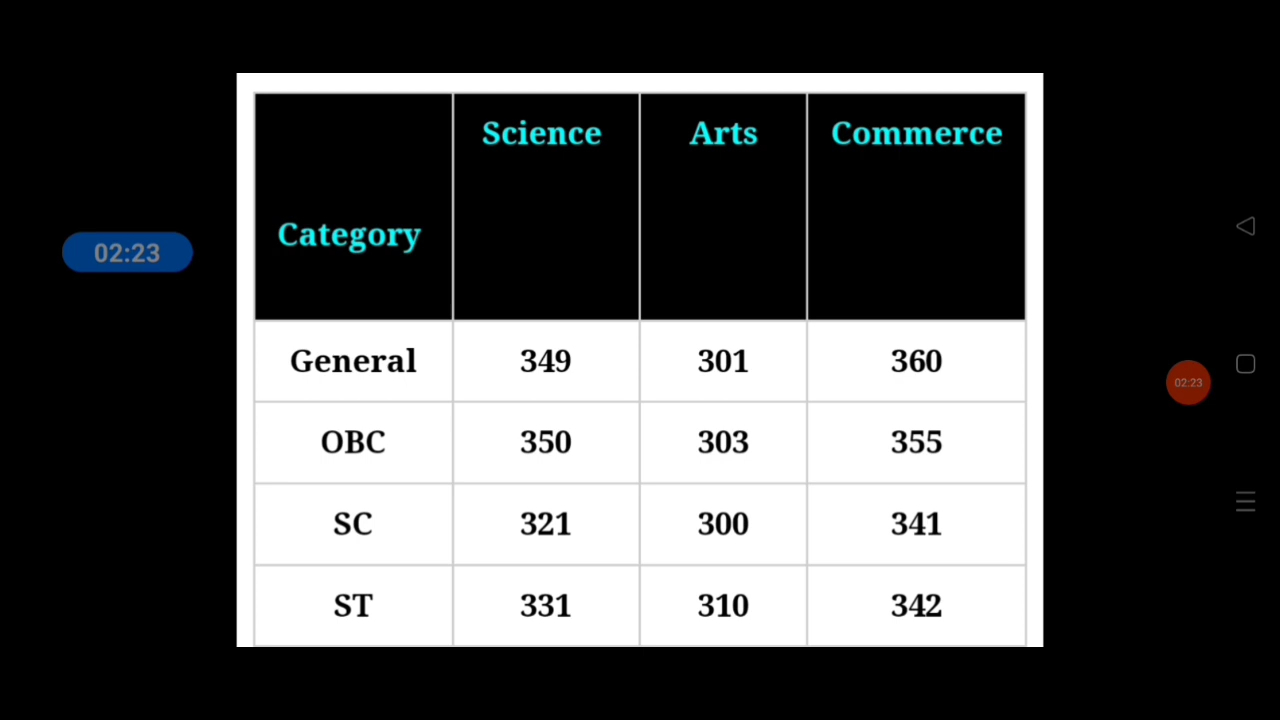 Science Arts Commerce
Category
02:23
General 349 301 360
02:23
OBC 350 303 355
SC 321 300 341
ST 331 310 342